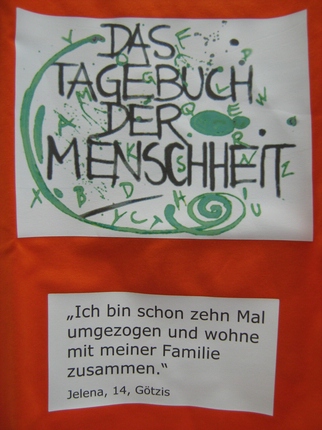 DAS
TAGEBUCH
DER
MENSCHHEIT
„Ich bin schon zehn Mal
umgezogen und wohne
mit meiner Familie
zusammen.“
Jelena, 14, Götzis